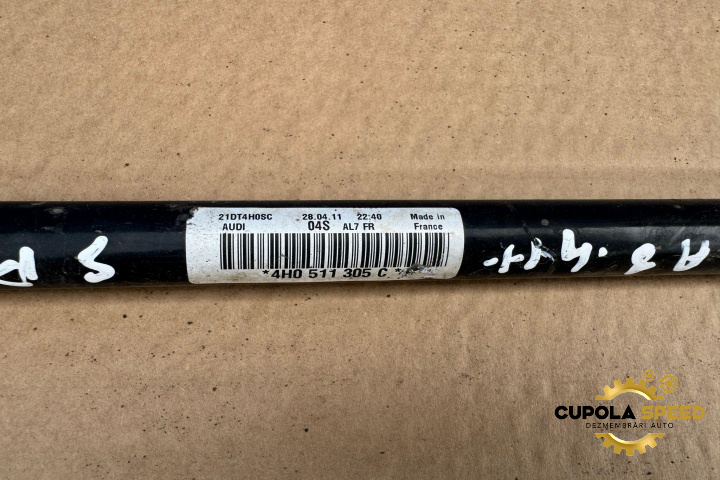 21DT4H0SC 28.04.11 22:40 Made in
AUDI 04S AL7 FR France
*4H0 511 305 C *
CUPOLA SPEED
DEZMEMBRĂRI AUTO